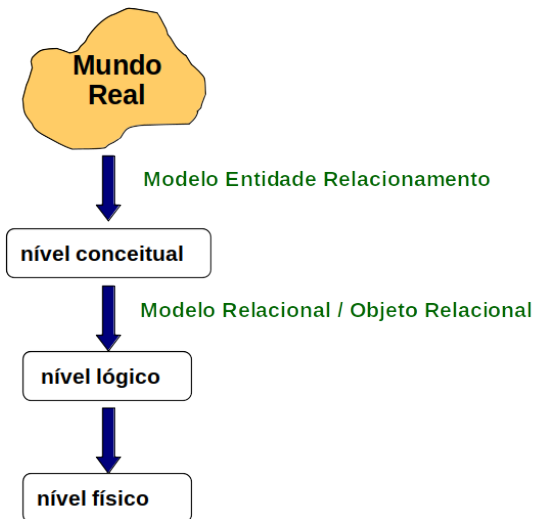 Mundo
Real
Modelo Entidade Relacionamento
nível conceitual
Modelo Relacional / Objeto Relacional
nível lógico
nível físico